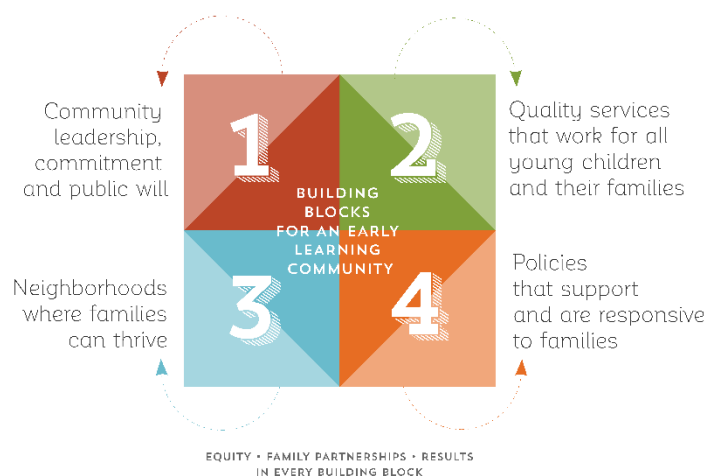 Community
leadership,
commitment
and public will
1
2
Quality services
that work for all
young children
and their families
BUILDING
BLOCKS
FOR AN EARLY
LEARNING
COMMUNITY
Neighborhoods
where families
can thrive
3
4
Policies
that support
and are responsive
to families
EQUITY • FAMILY PARTNERSHIPS • RESULTS
IN EVERY BUILDING BLOCK